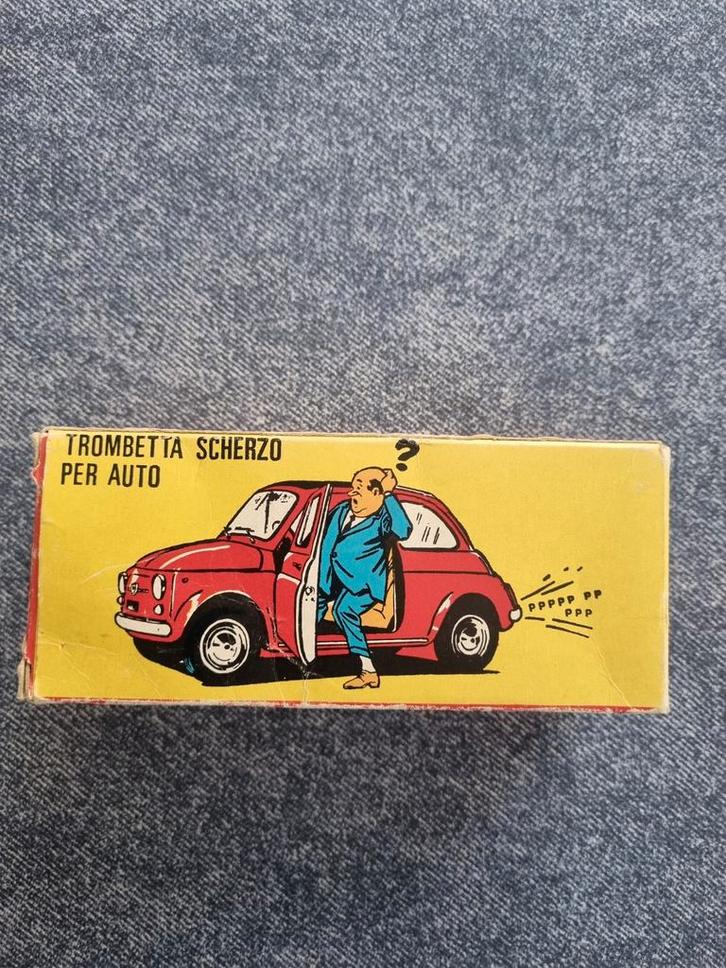 TROMBETTA SCHERZO
PER AUTO
?
PPPPP PP
PPP